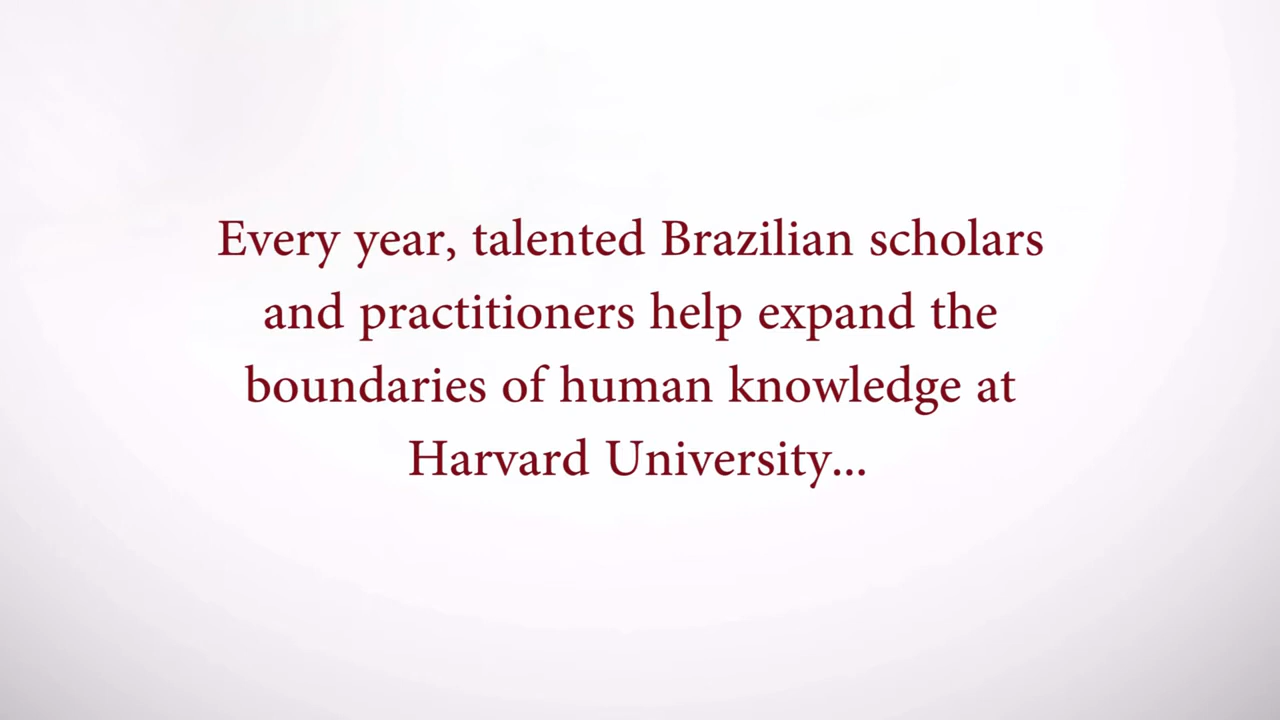 Every year, talented Brazilian scholars
and practitioners help expand the
boundaries of human knowledge at
Harvard University...